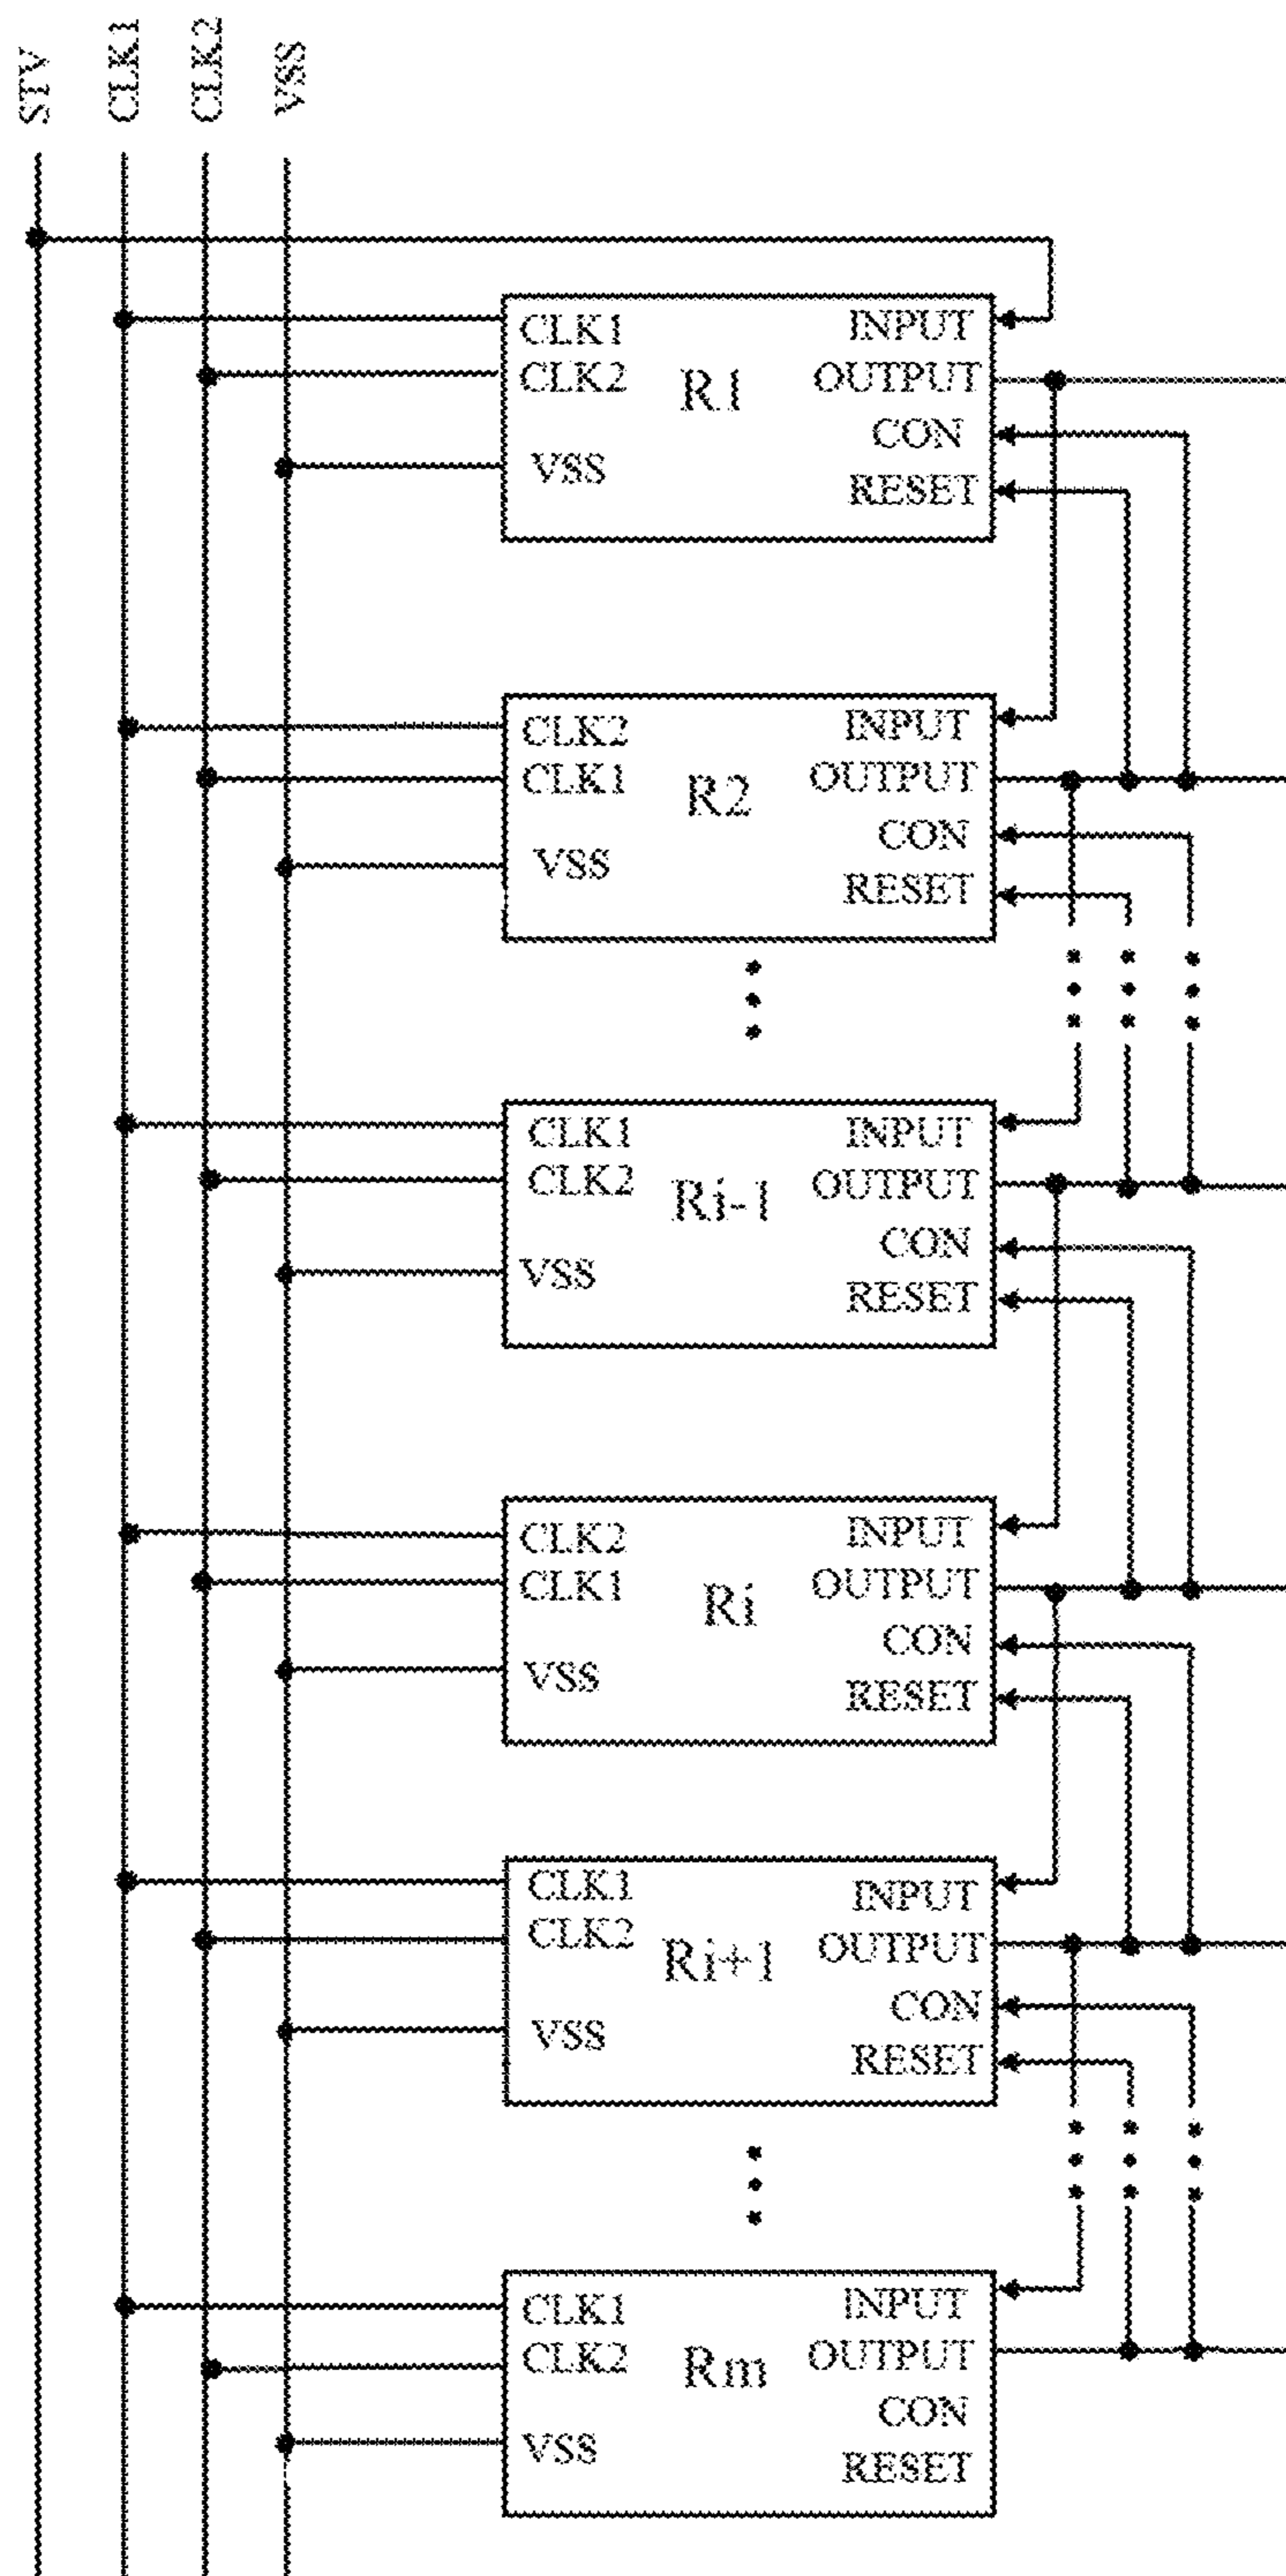 STV
CLK1
CLK2
VSS
CLK1 INPUT
CLK2 R1 OUTPUT
CON
VSS RESET
CLK2 INPUT
CLK1 R2 OUTPUT
CON
VSS RESET
CLK1 INPUT
CLK2 Ri-1 OUTPUT
CON
VSS RESET
CLK2 INPUT
CLK1 Ri OUTPUT
CON
VSS RESET
CLK1 INPUT
CLK2 Ri+1 OUTPUT
CON
VSS RESET
CLK1 INPUT
CLK2 Rm OUTPUT
CON
VSS RESET